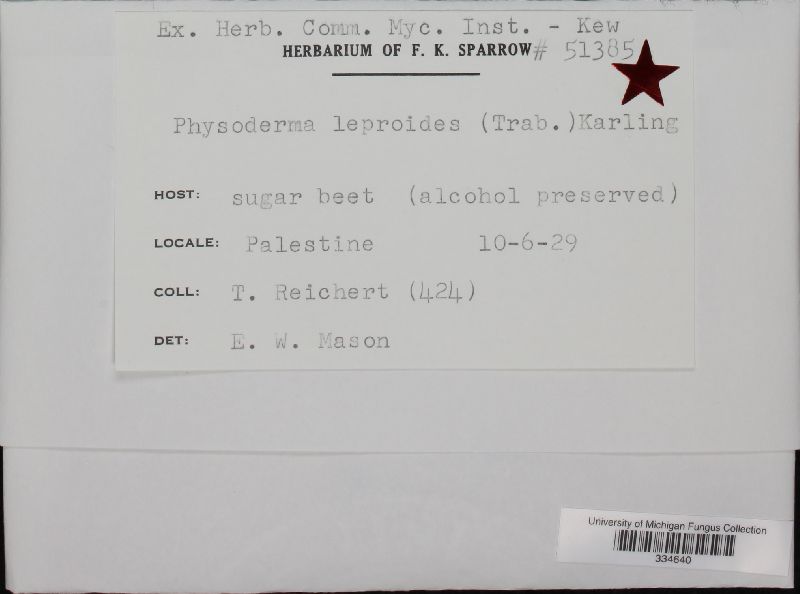 Ex. Herb. Comm. Myc. Inst. - Kew
HERBARIUM OF F. K. SPARROW # 51385
Physoderma leproides (Trab.)Karling
HOST: sugar beet (alcohol preserved)
LOCALE: Palestine 10-6-29
COLL: T. Reichert (424)
DET: E. W. Mason
University of Michigan Fungus Collection
334640